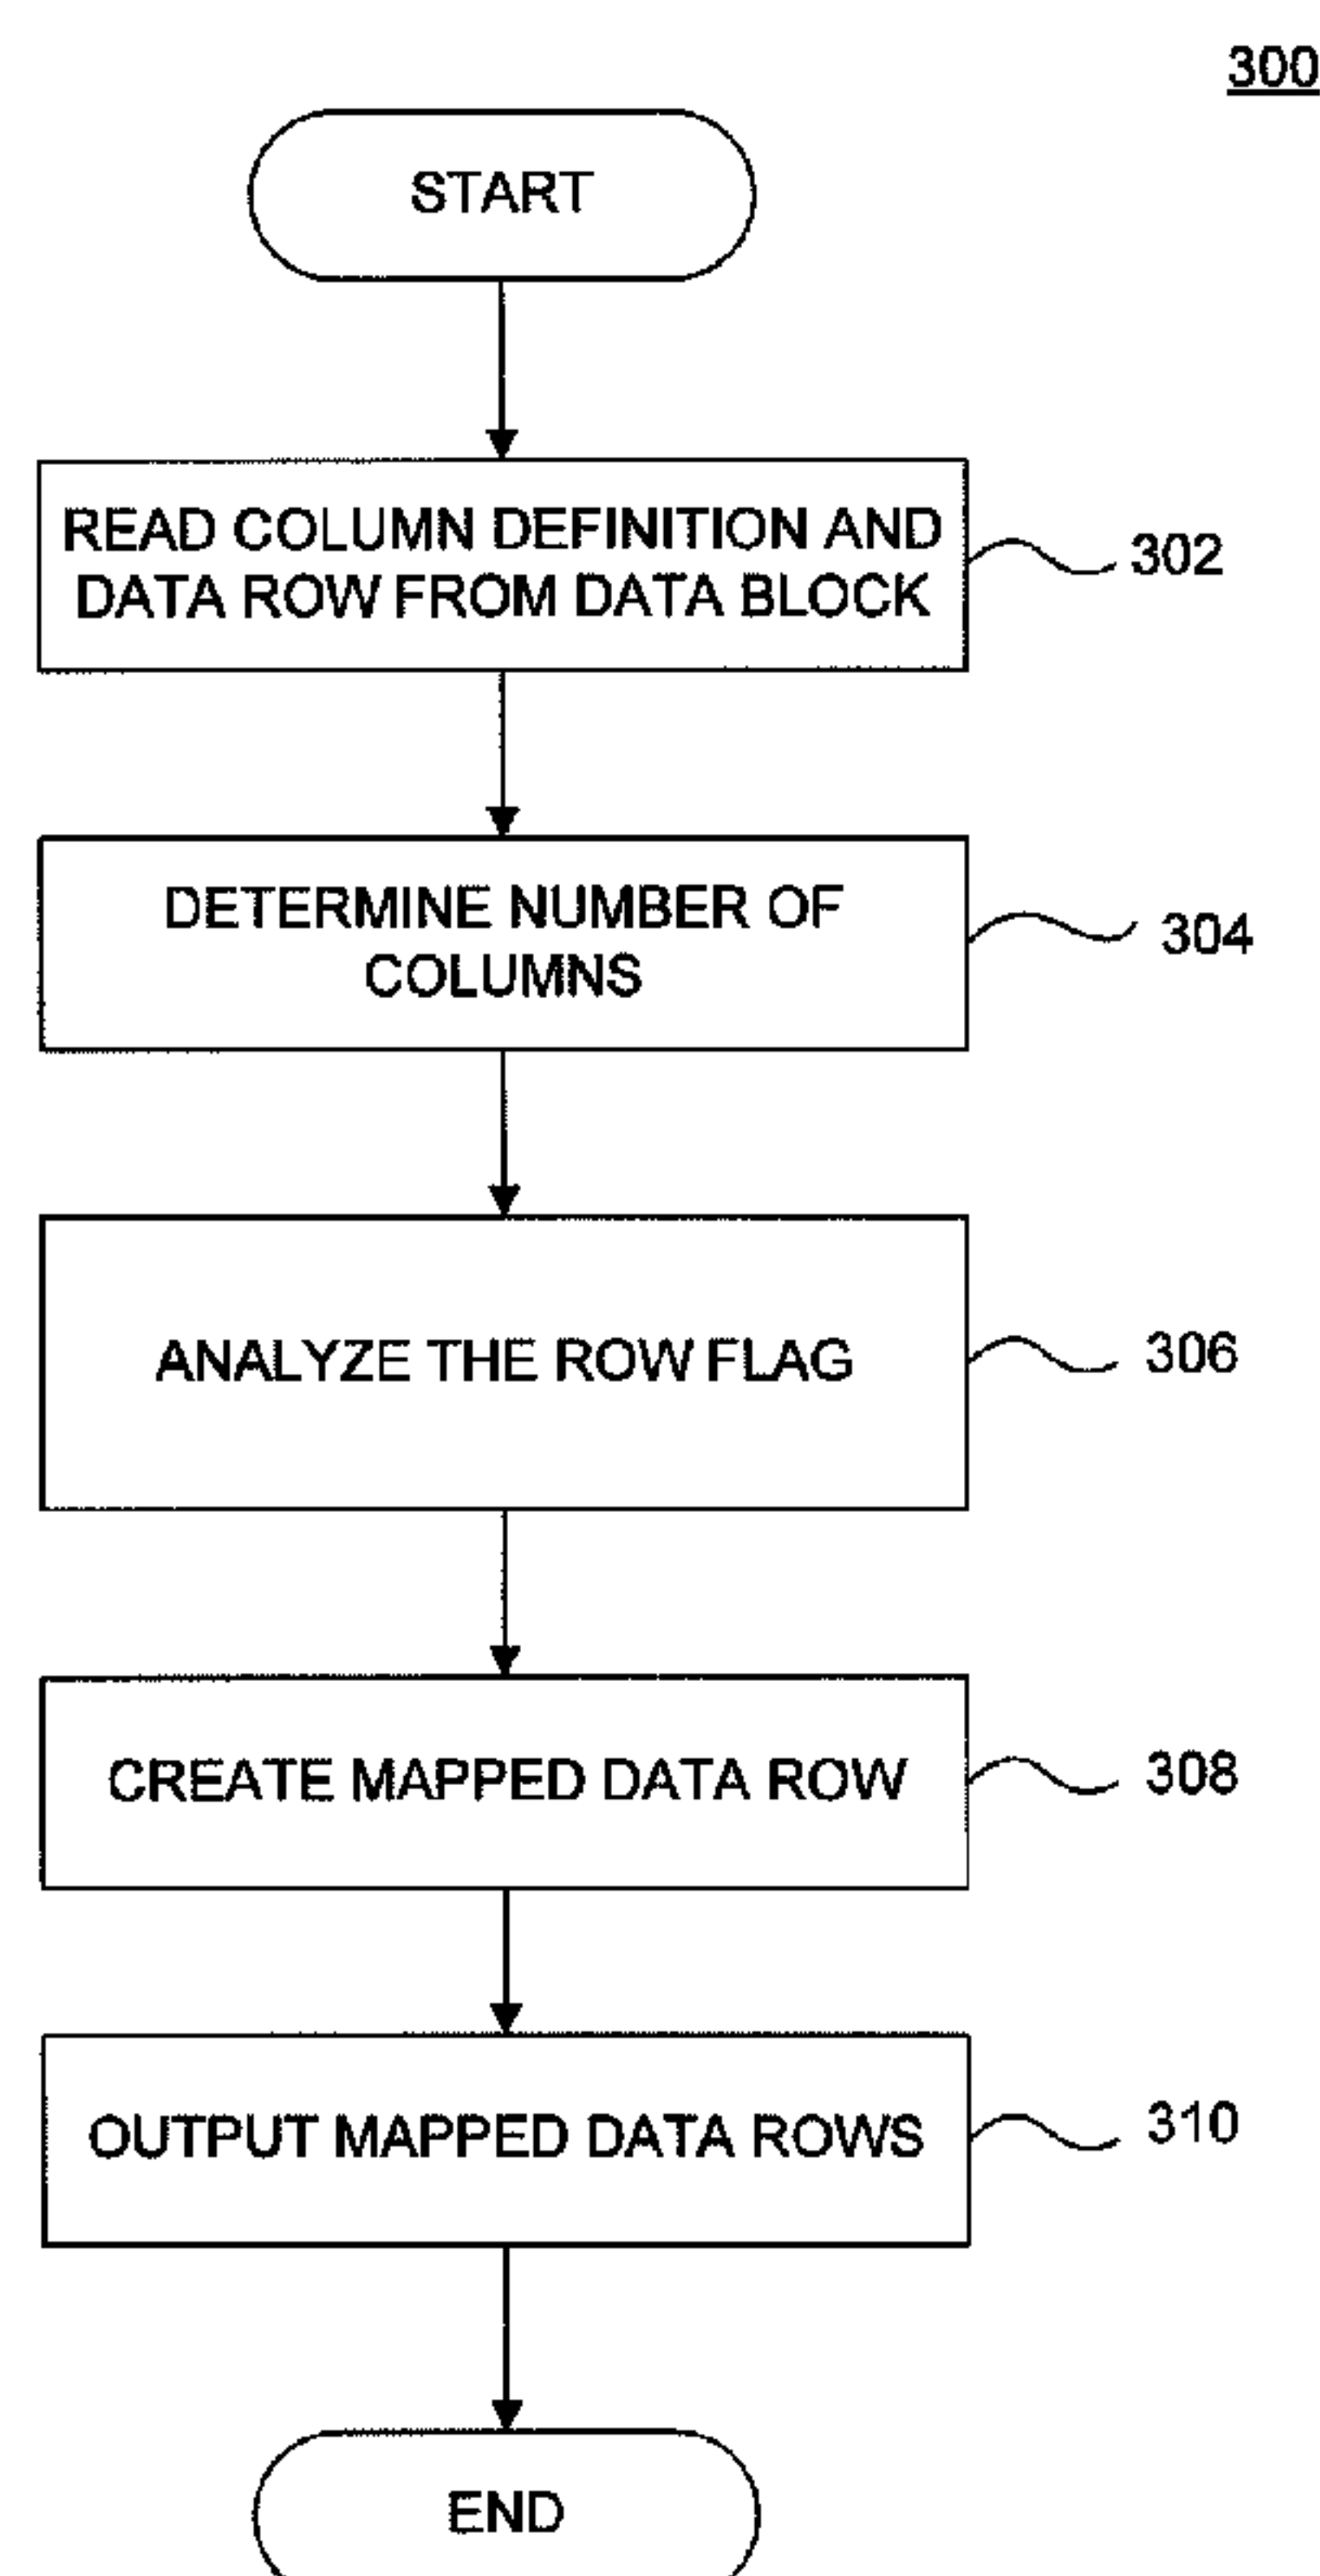 300
START
READ COLUMN DEFINITION AND
DATA ROW FROM DATA BLOCK
302
DETERMINE NUMBER OF
COLUMNS
304
ANALYZE THE ROW FLAG
306
CREATE MAPPED DATA ROW
308
OUTPUT MAPPED DATA ROWS
310
END